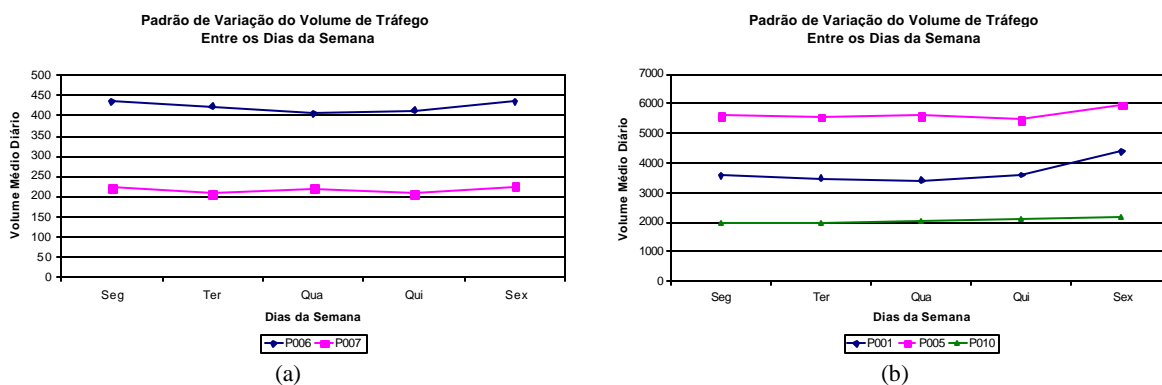 Padrão de Variação do Volume de Tráfego
Entre os Dias da Semana
500
450
400
350
300
250
200
150
100
50
0
Volume Médio Diário
Seg Ter Qua Qui Sex
Dias da Semana
P006 P007
(a)
Padrão de Variação do Volume de Tráfego
Entre os Dias da Semana
7000
6000
5000
4000
3000
2000
1000
0
Volume Médio Diário
Seg Ter Qua Qui Sex
Dias da Semana
P001 P005 P010
(b)